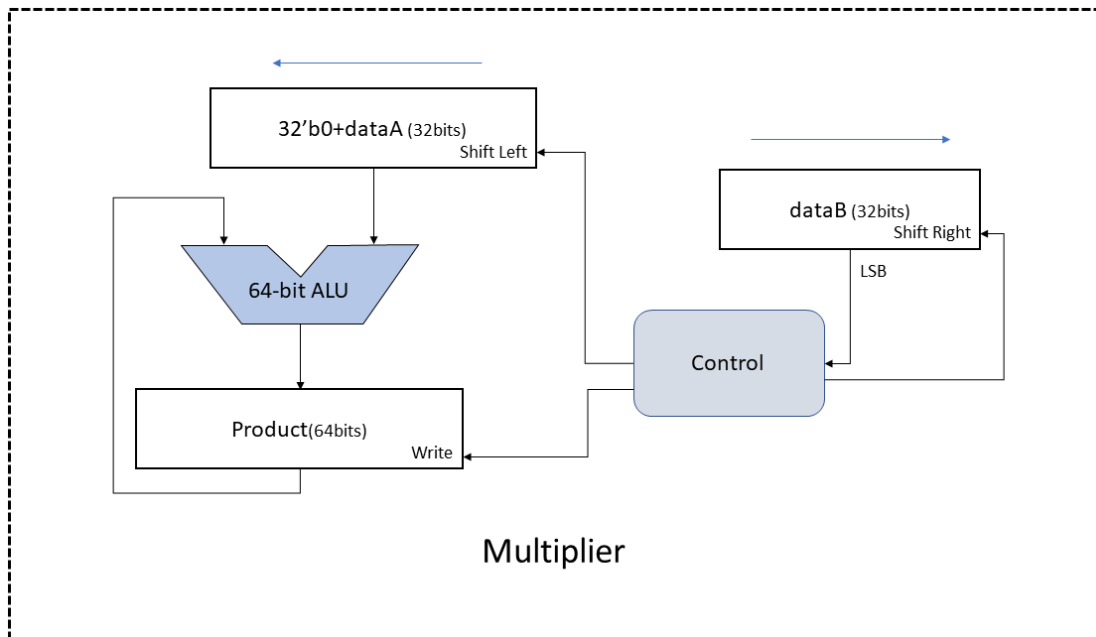 32'b0+dataA (32bits)
Shift Left
dataB (32bits)
Shift Right
LSB
64-bit ALU
Control
Product(64bits)
Write
Multiplier